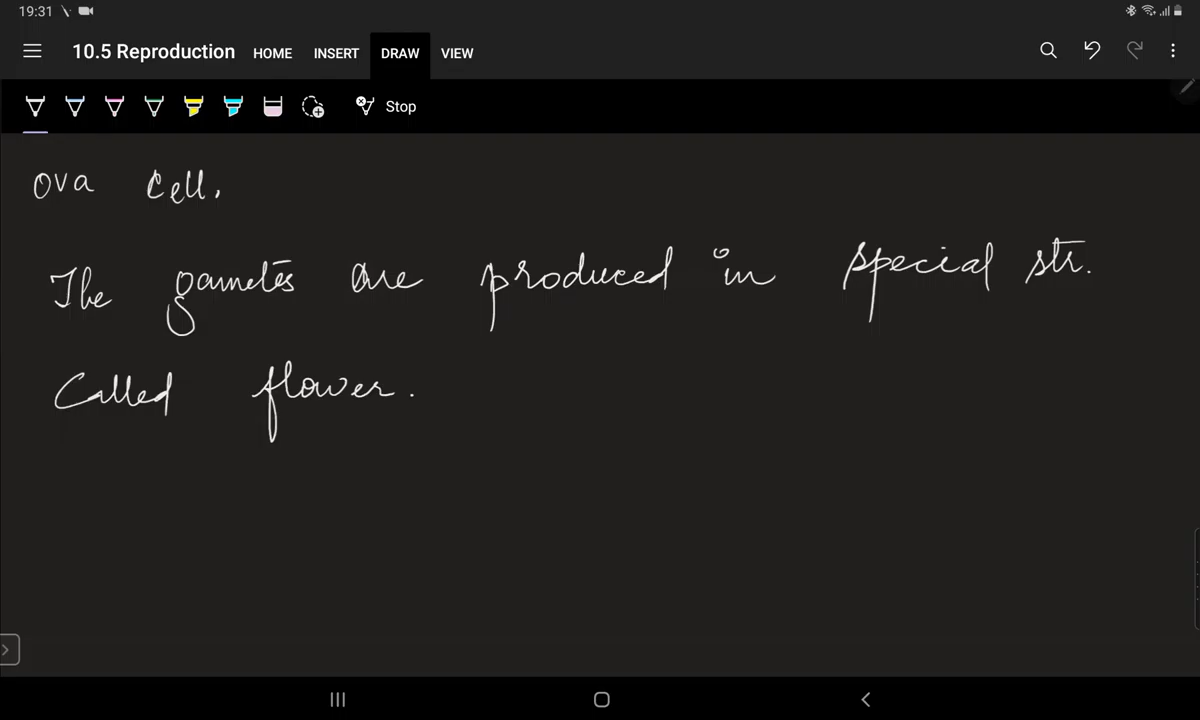 19:31
10.5 Reproduction HOME INSERT DRAW VIEW
Stop
ova cell.
The gametes are produced in special str.
Called flower.